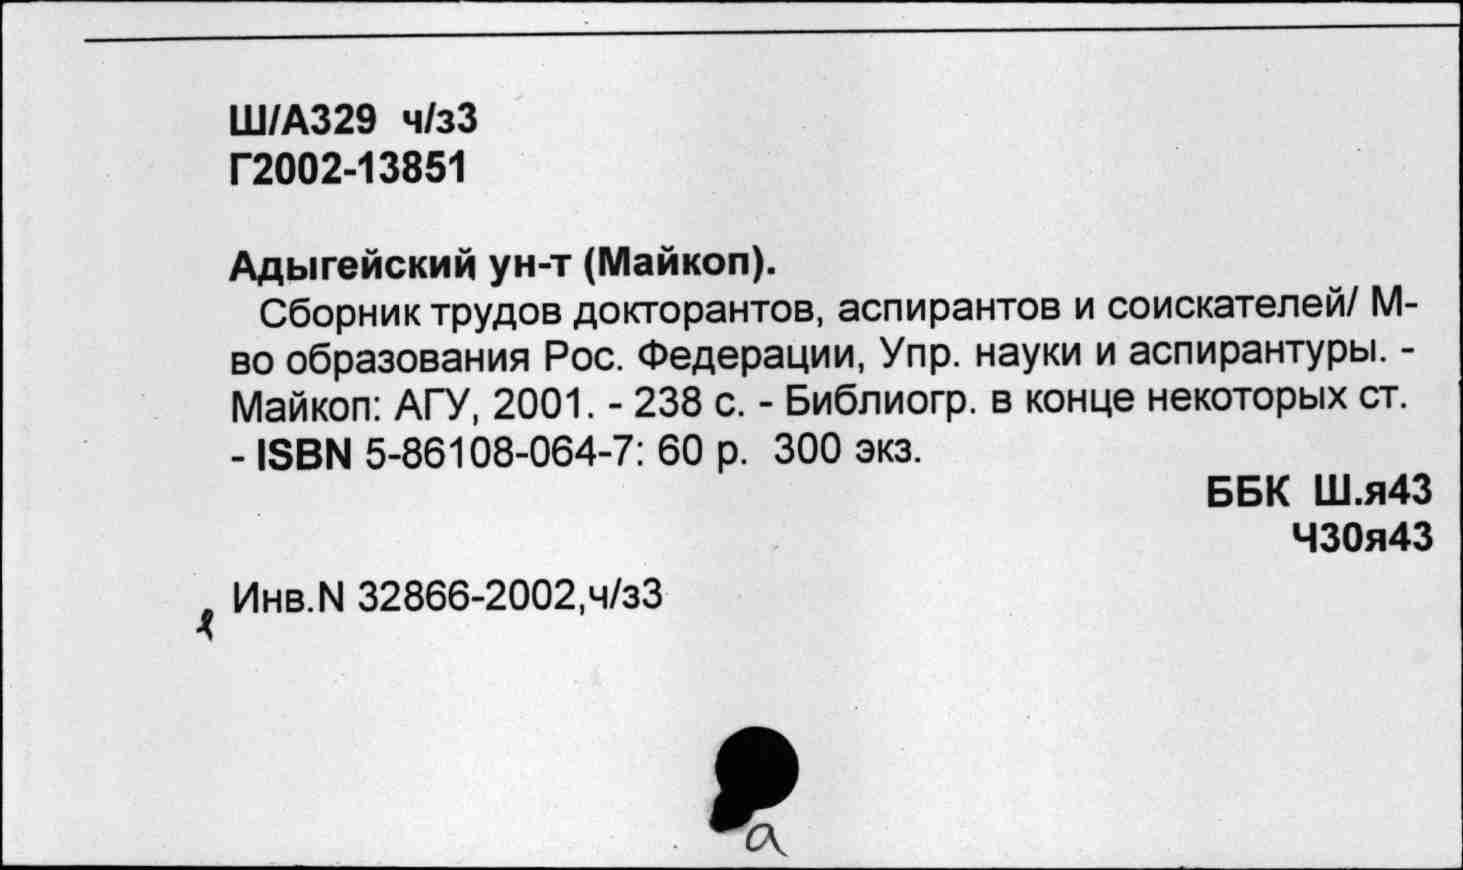 Ш/А329 ч/з3
Г2002-13851
Адыгейский ун-т (Майкоп).
Сборник трудов докторантов, аспирантов и соискателей/ М-
во образования Рос. Федерации, Упр. науки и аспирантуры. -
Майкоп: АГУ, 2001. - 238 с. - Библиогр. в конце некоторых ст.
- ISBN 5-86108-064-7: 60 р. 300 экз.
ББК Ш.я43
Ч30я43
Инв.N 32866-2002,ч/з3
а